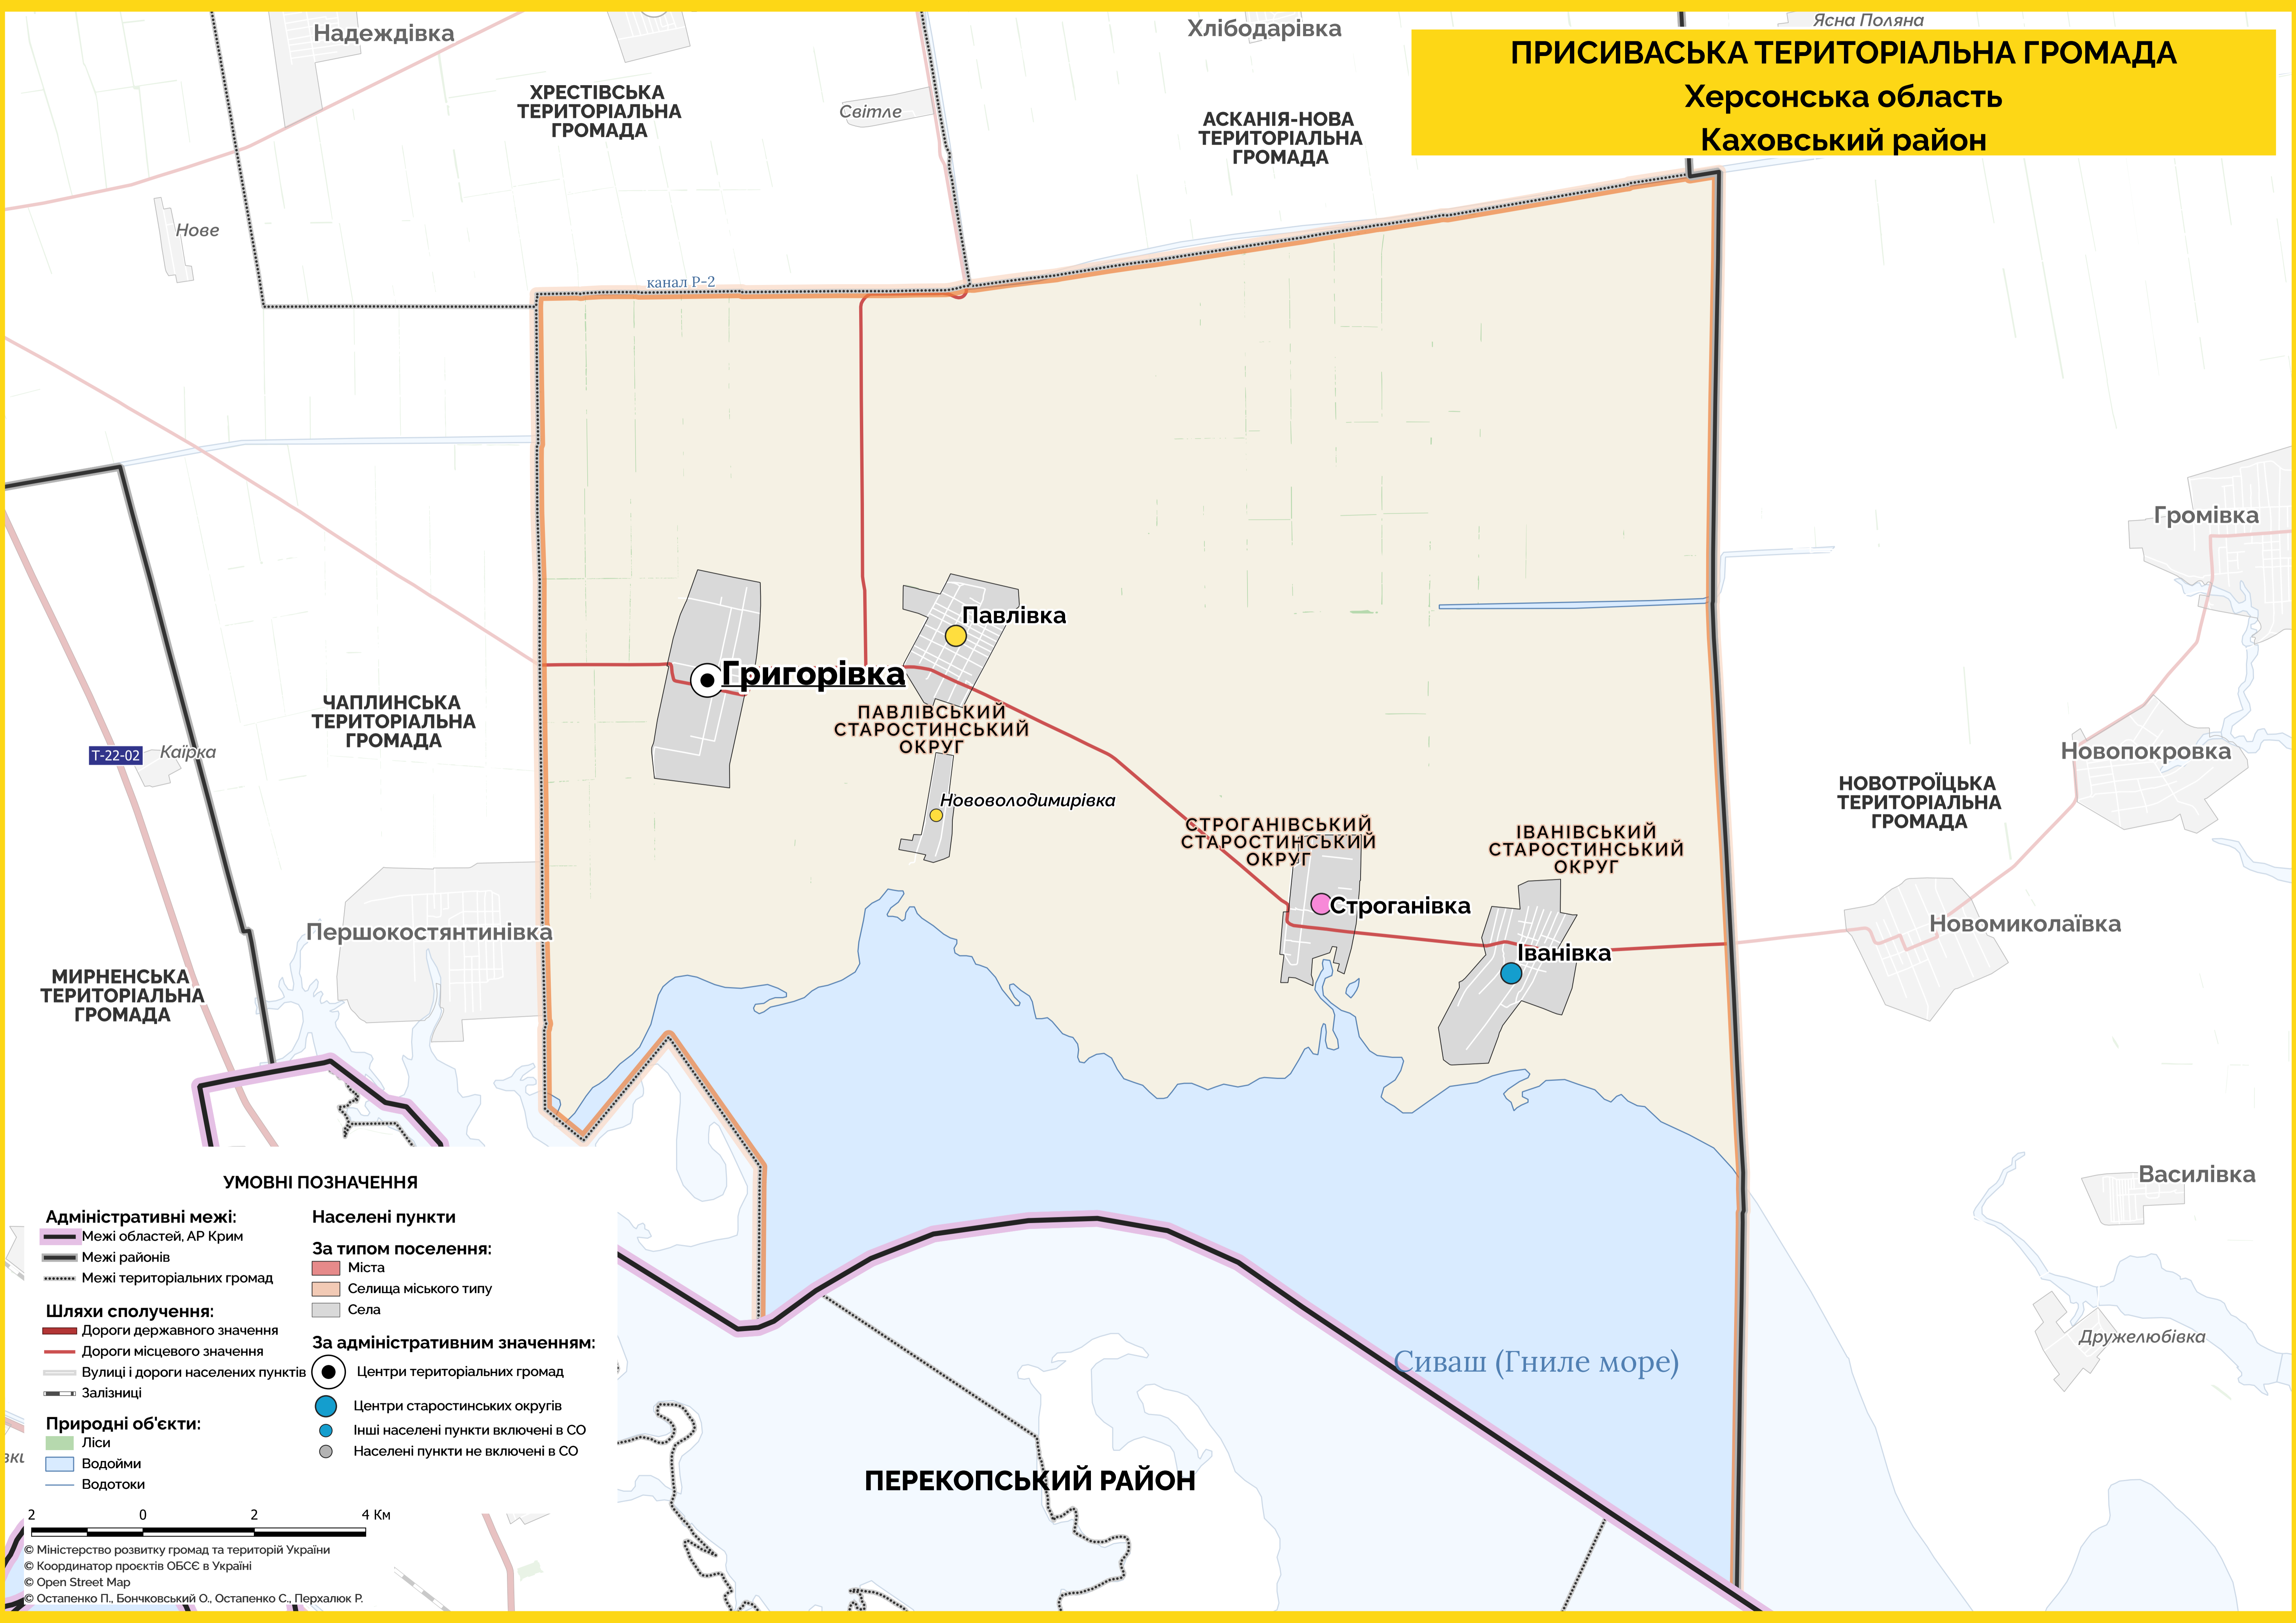 ПРИСИВАСЬКА ТЕРИТОРІАЛЬНА ГРОМАДА
Херсонська область
Каховський район
Надеждівка
Хлібодарівка
Ясна Поляна
ХРЕСТІВСЬКА
ТЕРИТОРІАЛЬНА
ГРОМАДА
Світле
АСКАНІЯ-НОВА
ТЕРИТОРІАЛЬНА
ГРОМАДА
Нове
канал Р-2
Громівка
Павлівка
Григорівка
ПАВЛІВСЬКИЙ
СТАРОСТИНСЬКИЙ
ОКРУГ
ЧАПЛИНСЬКА
ТЕРИТОРІАЛЬНА
ГРОМАДА
Т-22-02
Каїрка
Новопокровка
Нововолодимирівка
НОВОТРОЇЦЬКА
ТЕРИТОРІАЛЬНА
ГРОМАДА
СТРОГАНІВСЬКИЙ
СТАРОСТИНСЬКИЙ
ОКРУГ
ІВАНІВСЬКИЙ
СТАРОСТИНСЬКИЙ
ОКРУГ
Строганівка
Першокостянтинівка
Новомиколаївка
Іванівка
МИРНЕНСЬКА
ТЕРИТОРІАЛЬНА
ГРОМАДА
Василівка
Дружелюбівка
Сиваш (Гниле море)
ПЕРЕКОПСЬКИЙ РАЙОН
УМОВНІ ПОЗНАЧЕННЯ
Адміністративні межі:
Межі областей, АР Крим
Межі районів
Межі територіальних громад
Шляхи сполучення:
Дороги державного значення
Дороги місцевого значення
Вулиці і дороги населених пунктів
Залізниці
Природні об'єкти:
Ліси
Водойми
Водотоки
Населені пункти
За типом поселення:
Міста
Селища міського типу
Села
За адміністративним значенням:
Центри територіальних громад
Центри старостинських округів
Інші населені пункти включені в СО
Населені пункти не включені в СО
2 0 2 4 Км
© Міністерство розвитку громад та територій України
© Координатор проєктів ОБСЄ в Україні
© Open Street Map
© Остапенко П., Бончковський О., Остапенко С., Перхалюк Р.